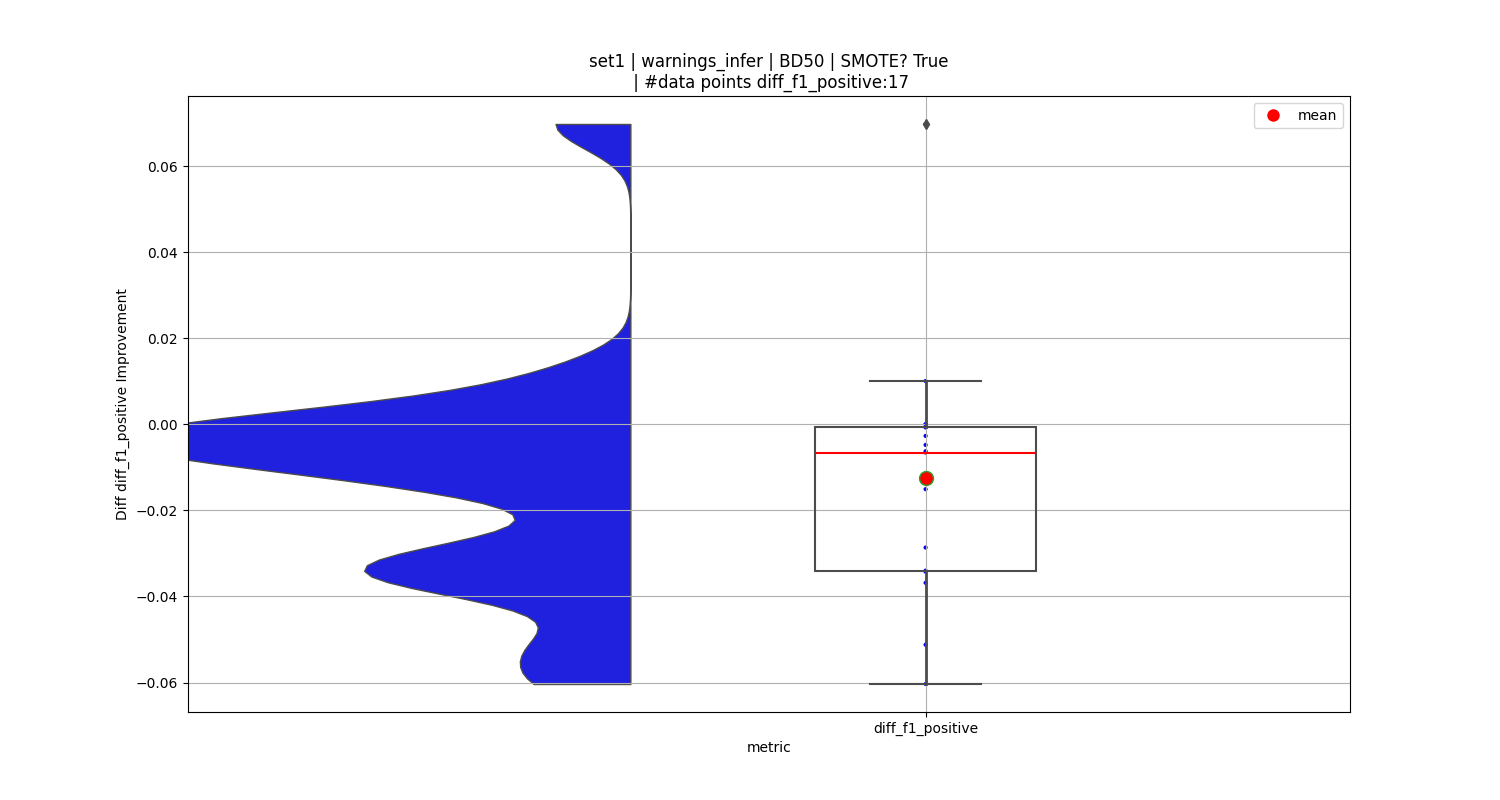 set1 | warnings_infer | BD50 | SMOTE? True
| #data points diff_f1_positive:17
mean
0.06
0.04
0.02
0.00
−0.02
−0.04
−0.06
Diff diff_f1_positive Improvement
diff_f1_positive
metric